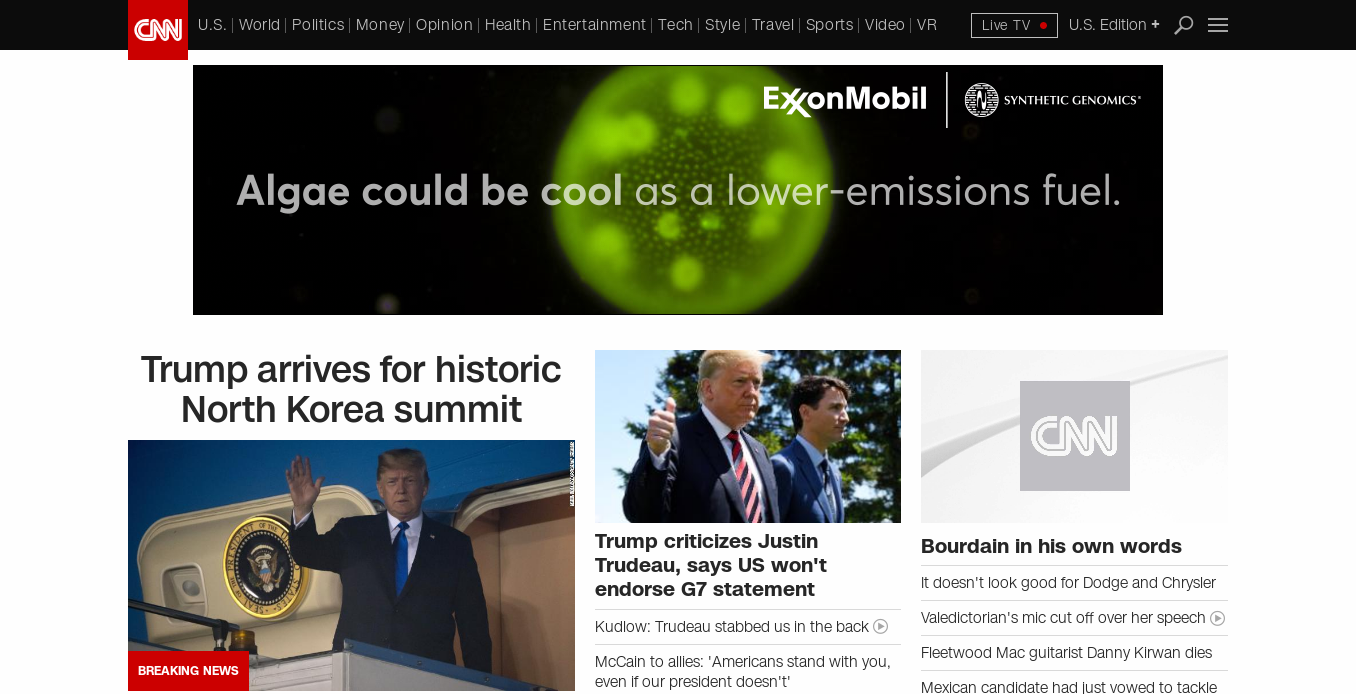 CNN
U.S.
World
Politics
Money
Opinion
Health
Entertainment
Tech
Style
Travel
Sports
Video
VR
Live TV
U.S. Edition +
ExxonMobil
SYNTHETIC GENOMICS®
Algae could be cool as a lower-emissions fuel.
Trump arrives for historic
North Korea summit
BREAKING NEWS
Trump criticizes Justin
Trudeau, says US won't
endorse G7 statement
Kudlow: Trudeau stabbed us in the back
McCain to allies: 'Americans stand with you,
even if our president doesn't'
CNN
Bourdain in his own words
It doesn't look good for Dodge and Chrysler
Valedictorian's mic cut off over her speech
Fleetwood Mac guitarist Danny Kirwan dies
Mexican candidate had just vowed to tackle